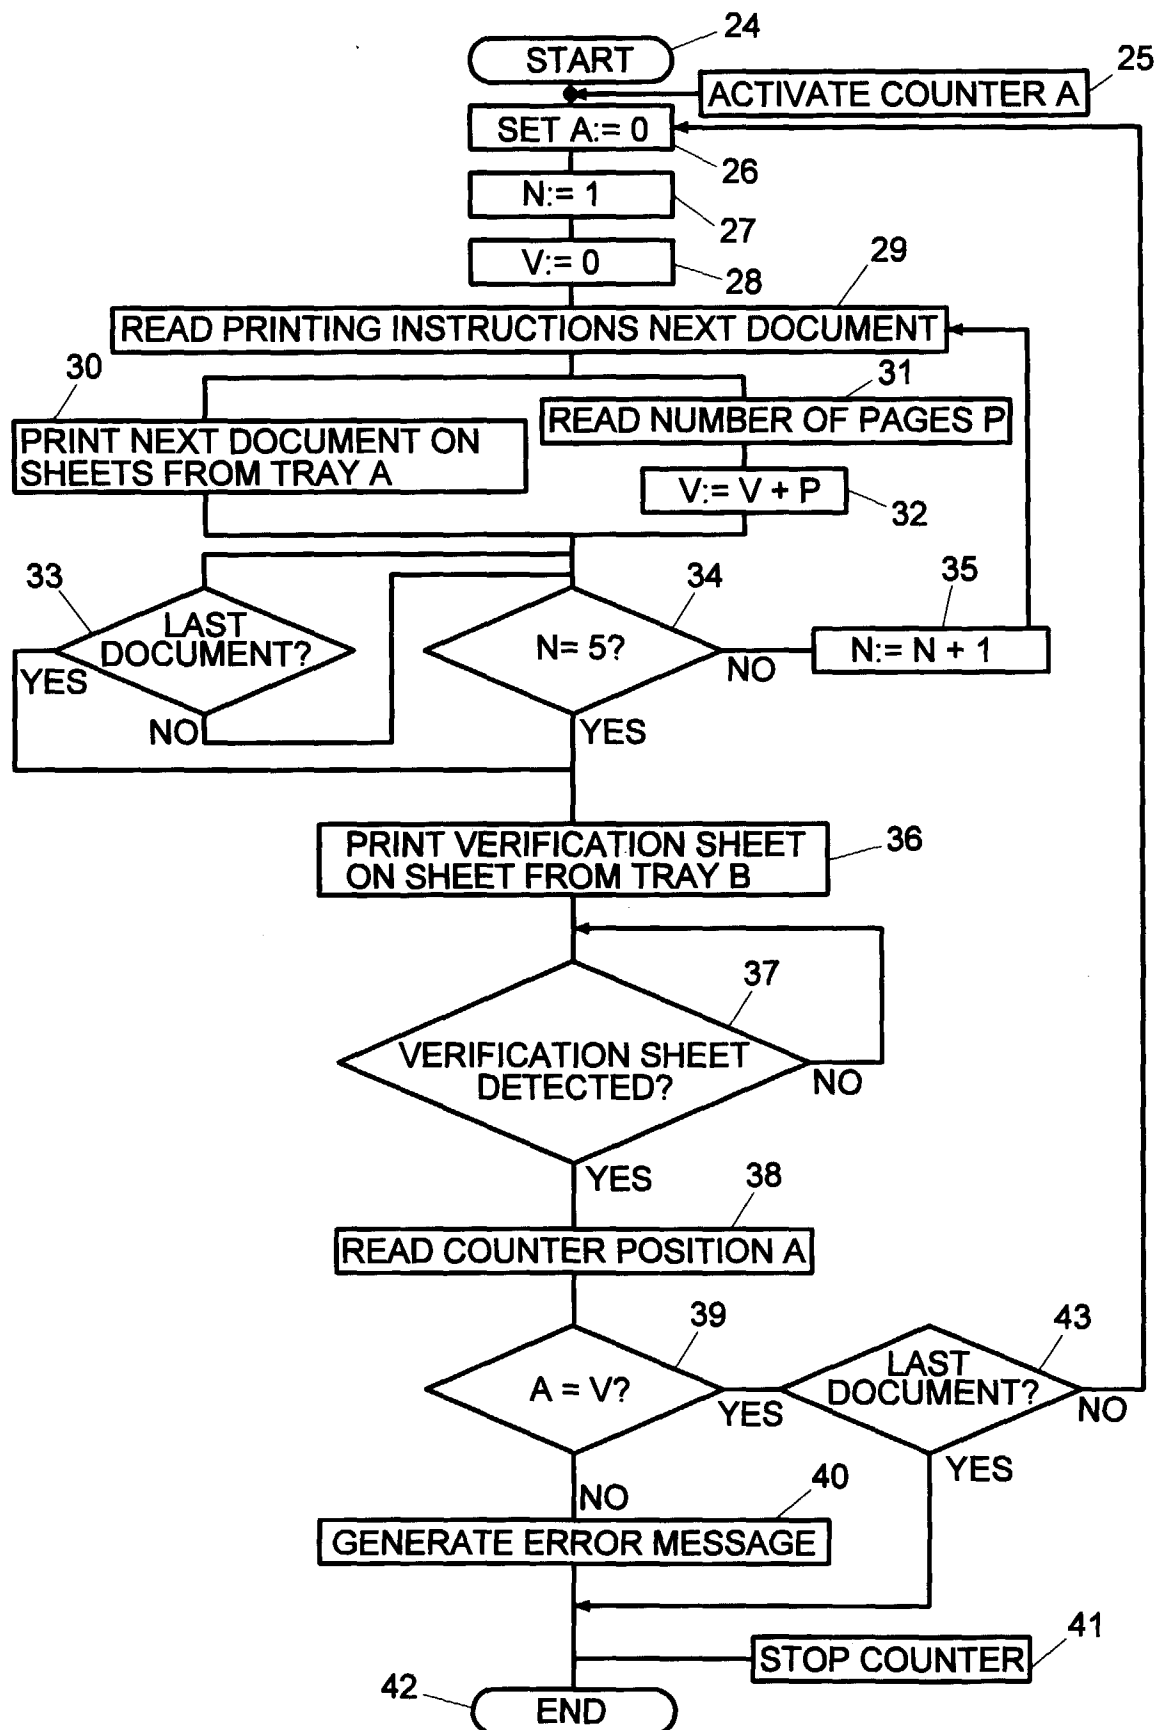 24
START
25
ACTIVATE COUNTER A
SET A:= 0
26
N:= 1
27
V:= 0
28
29
READ PRINTING INSTRUCTIONS NEXT DOCUMENT
30
31
PRINT NEXT DOCUMENT ON
SHEETS FROM TRAY A
READ NUMBER OF PAGES P
V:= V + P
32
33
LAST
DOCUMENT?
YES
NO
34
N= 5?
NO
YES
35
N:= N + 1
PRINT VERIFICATION SHEET
ON SHEET FROM TRAY B
36
37
VERIFICATION SHEET
DETECTED?
NO
YES
38
READ COUNTER POSITION A
39
A = V?
YES
NO
43
LAST
DOCUMENT?
NO
YES
40
GENERATE ERROR MESSAGE
41
STOP COUNTER
42
END